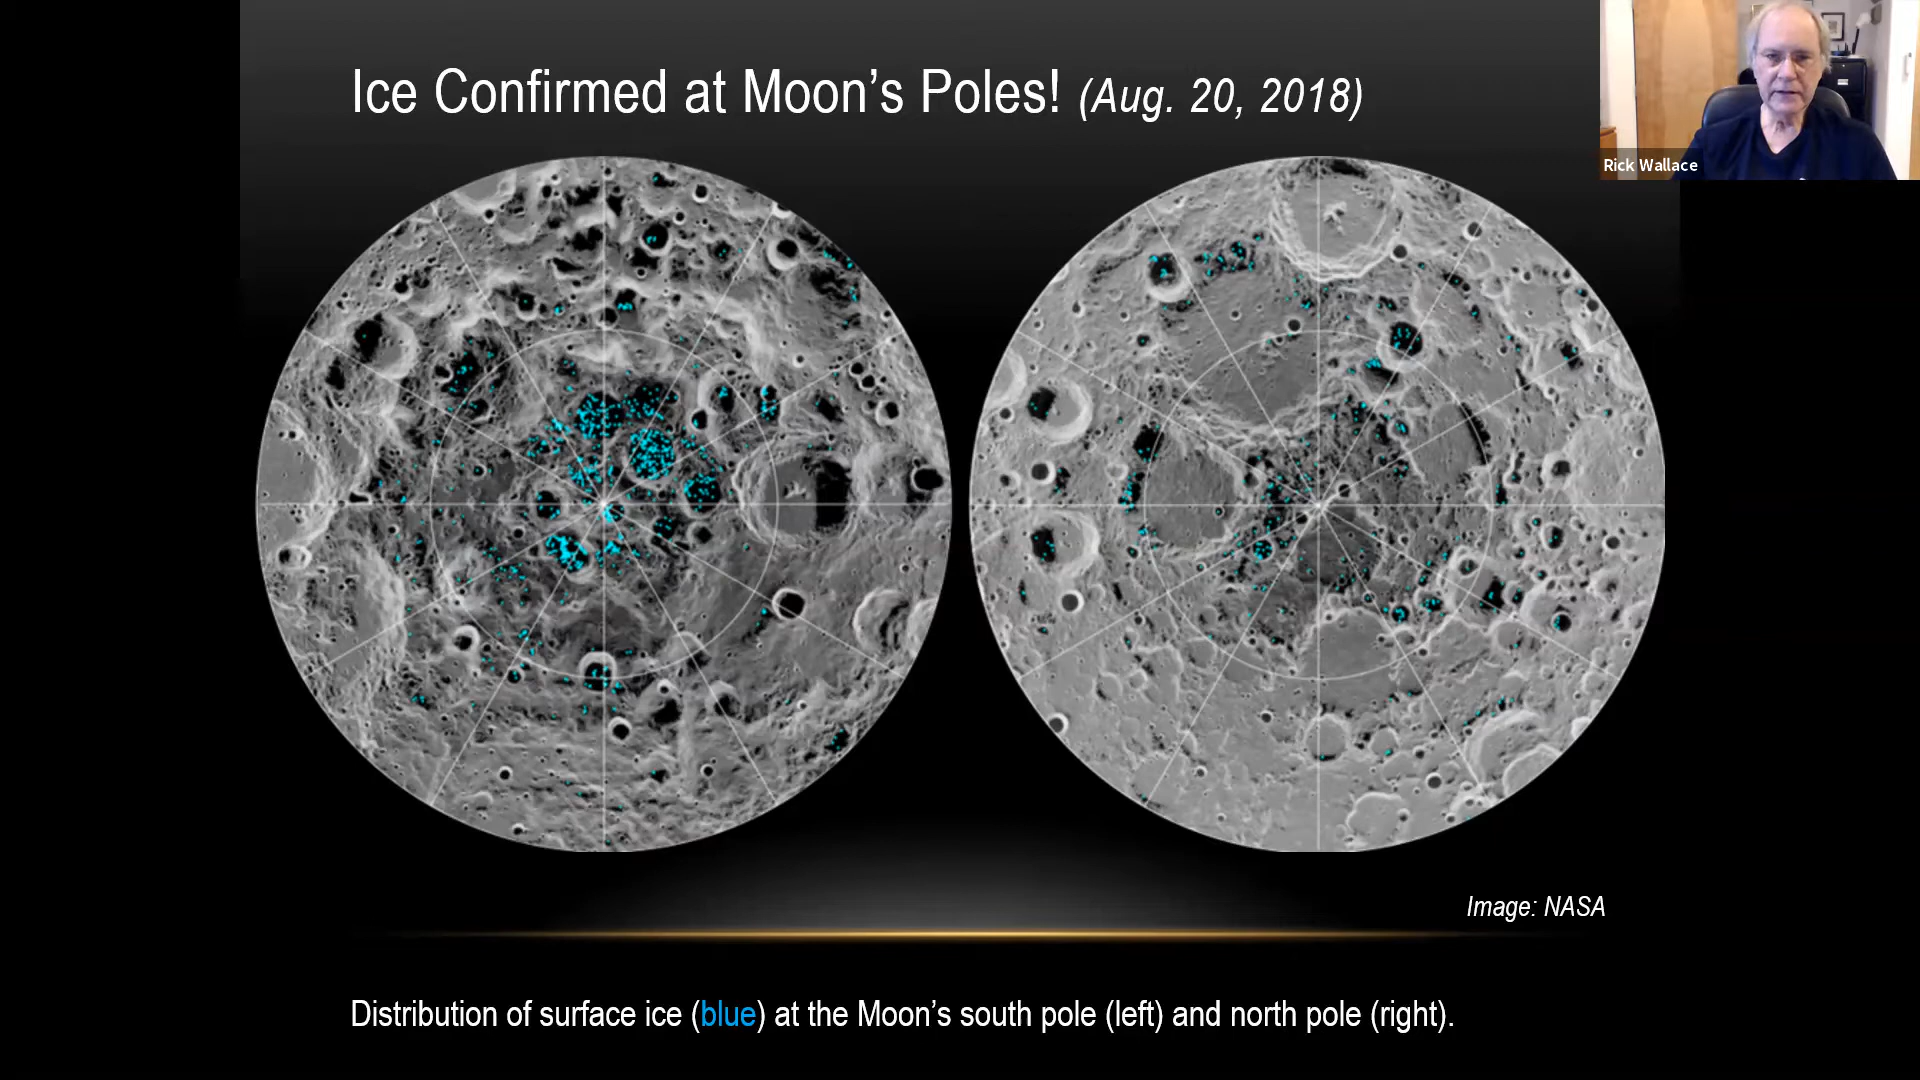 Ice Confirmed at Moon’s Poles! (Aug. 20, 2018)
Rick Wallace
Image: NASA
Distribution of surface ice (blue) at the Moon’s south pole (left) and north pole (right).